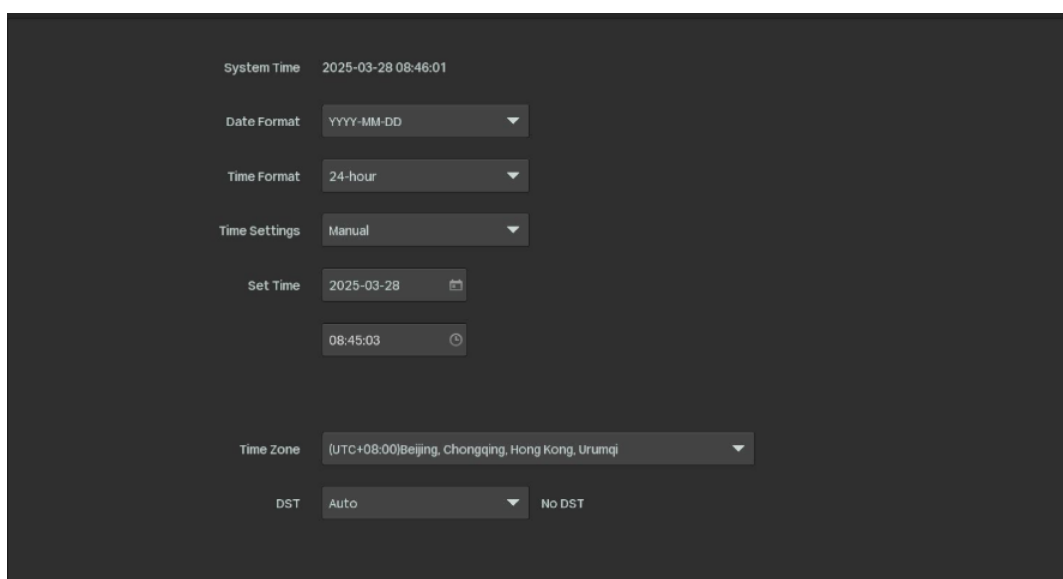 System Time 2025-03-28 08:46:01
Date Format YYYY-MM-DD
Time Format 24-hour
Time Settings Manual
Set Time 2025-03-28
08:45:03
Time Zone (UTC+08:00)Beijing, Chongqing, Hong Kong, Urumqi
DST Auto No DST